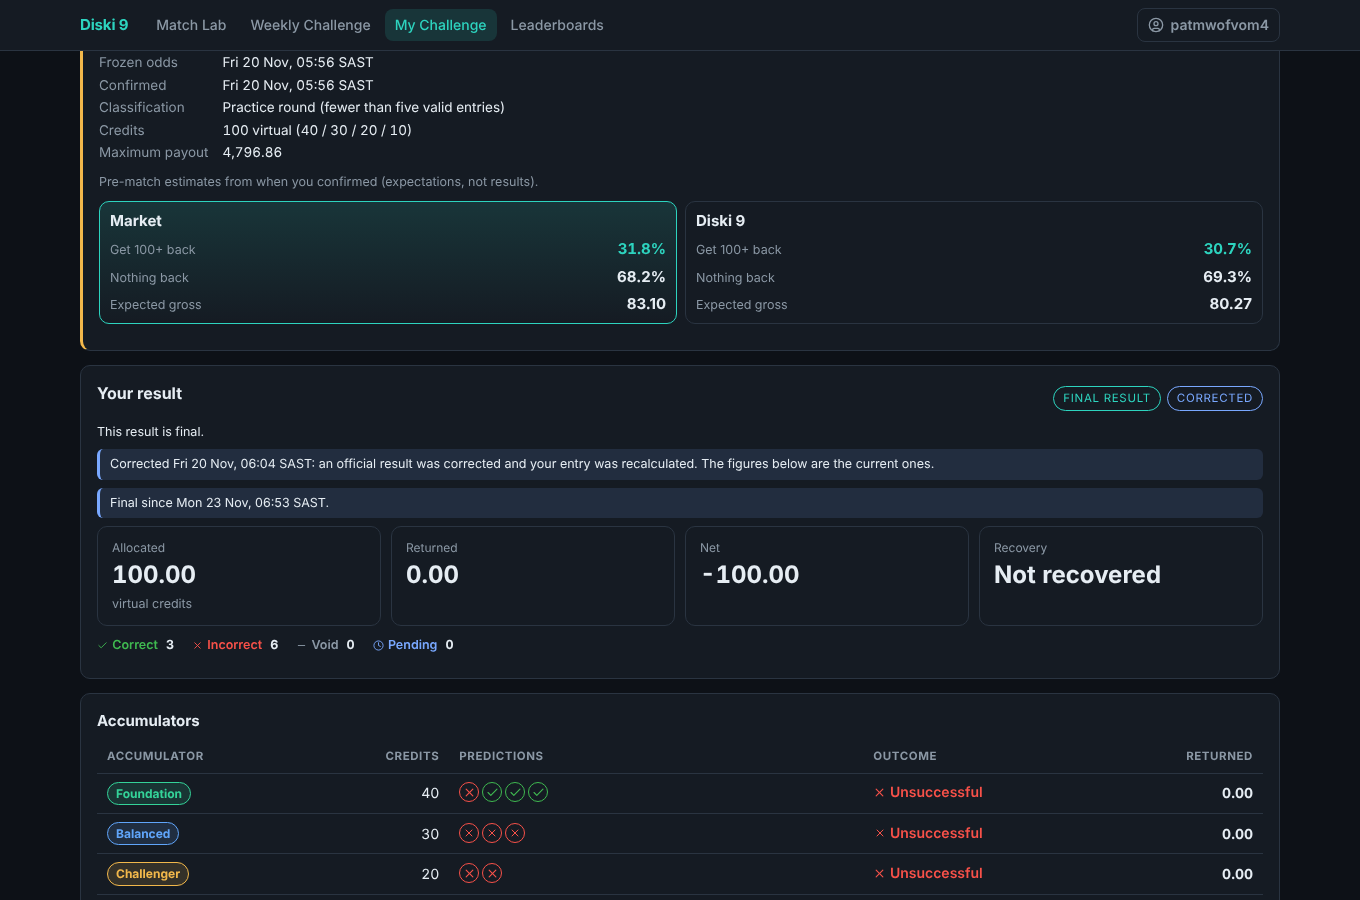 Diski 9 Match Lab Weekly Challenge My Challenge Leaderboards patmwofvom4
Frozen odds Fri 20 Nov, 05:56 SAST
Confirmed Fri 20 Nov, 05:56 SAST
Classification Practice round (fewer than five valid entries)
Credits 100 virtual (40 / 30 / 20 / 10)
Maximum payout 4,796.86
Pre-match estimates from when you confirmed (expectations, not results).
Market
Get 100+ back 31.8%
Nothing back 68.2%
Expected gross 83.10
Diski 9
Get 100+ back 30.7%
Nothing back 69.3%
Expected gross 80.27
Your result FINAL RESULT CORRECTED
This result is final.
Corrected Fri 20 Nov, 06:04 SAST: an official result was corrected and your entry was recalculated. The figures below are the current ones.
Final since Mon 23 Nov, 06:53 SAST.
Allocated
100.00
virtual credits
Returned
0.00
Net
-100.00
Recovery
Not recovered
Correct 3 Incorrect 6 Void 0 Pending 0
Accumulators
ACCUMULATOR CREDITS PREDICTIONS OUTCOME RETURNED
Foundation 40 Unsuccessful 0.00
Balanced 30 Unsuccessful 0.00
Challenger 20 Unsuccessful 0.00